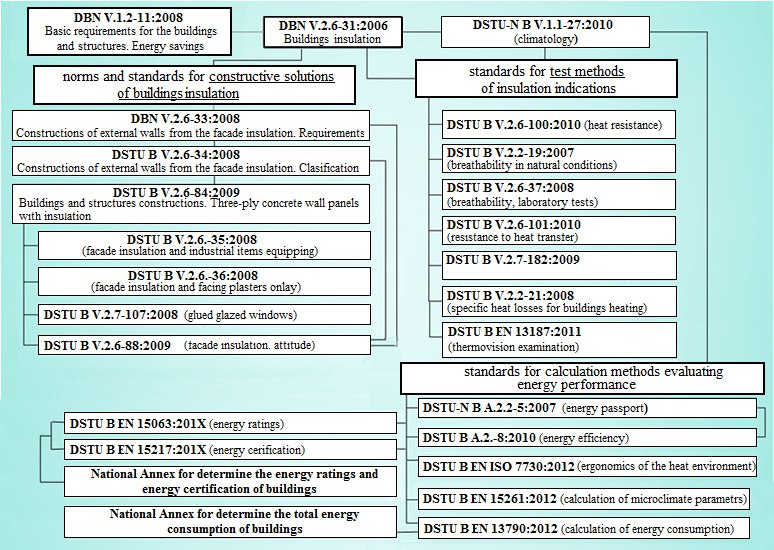 DBN V.1.2-11:2008
Basic requirements for the buildings
and structures. Energy savings
DBN V.2.6-31:2006
Buildings insulation
DSTU-N B V.1.1-27:2010
(climatology)
norms and standards for constructive solutions
of buildings insulation
standards for test methods
of insulation indications
DBN V.2.6-33:2008
Constructions of external walls from the facade insulation. Requirements
DSTU B V.2.6-34:2008
Constructions of external walls from the facade insulation. Clasification
DSTU B V.2.6-84:2009
Buildings and structures constructions. Three-ply concrete wall panels
with insulation
DSTU B V.2.6.-35:2008
(facade insulation and industrial items equipping)
DSTU B V.2.6.-36:2008
(facade insulation and facing plasters onlay)
DSTU B V.2.7-107:2008 (glued glazed windows)
DSTU B V.2.6-88:2009 (facade insulation. attitude)
DSTU B V.2.6-100:2010 (heat resistance)
DSTU B V.2.2-19:2007
(breathability in natural conditions)
DSTU B V.2.6-37:2008
(breathability, laboratory tests)
DSTU B V.2.6-101:2010
(resistance to heat transfer)
DSTU B V.2.7-182:2009
DSTU B V.2.2-21:2008
(specific heat losses for buildings heating)
DSTU B EN 13187:2011
(thermovision examination)
standards for calculation methods evaluating
energy performance
DSTU-N B A.2.2-5:2007 (energy passport)
DSTU B A.2.-8:2010 (energy efficiency)
DSTU B EN ISO 7730:2012 (ergonomics of the heat environment)
DSTU B EN 15261:2012 (calculation of microclimate parametrs)
DSTU B EN 13790:2012 (calculation of energy consumption)
DSTU B EN 15063:201X (energy ratings)
DSTU B EN 15217:201X (energy cerification)
National Annex for determine the energy ratings and
energy certification of buildings
National Annex for determine the total energy
consumption of buildings